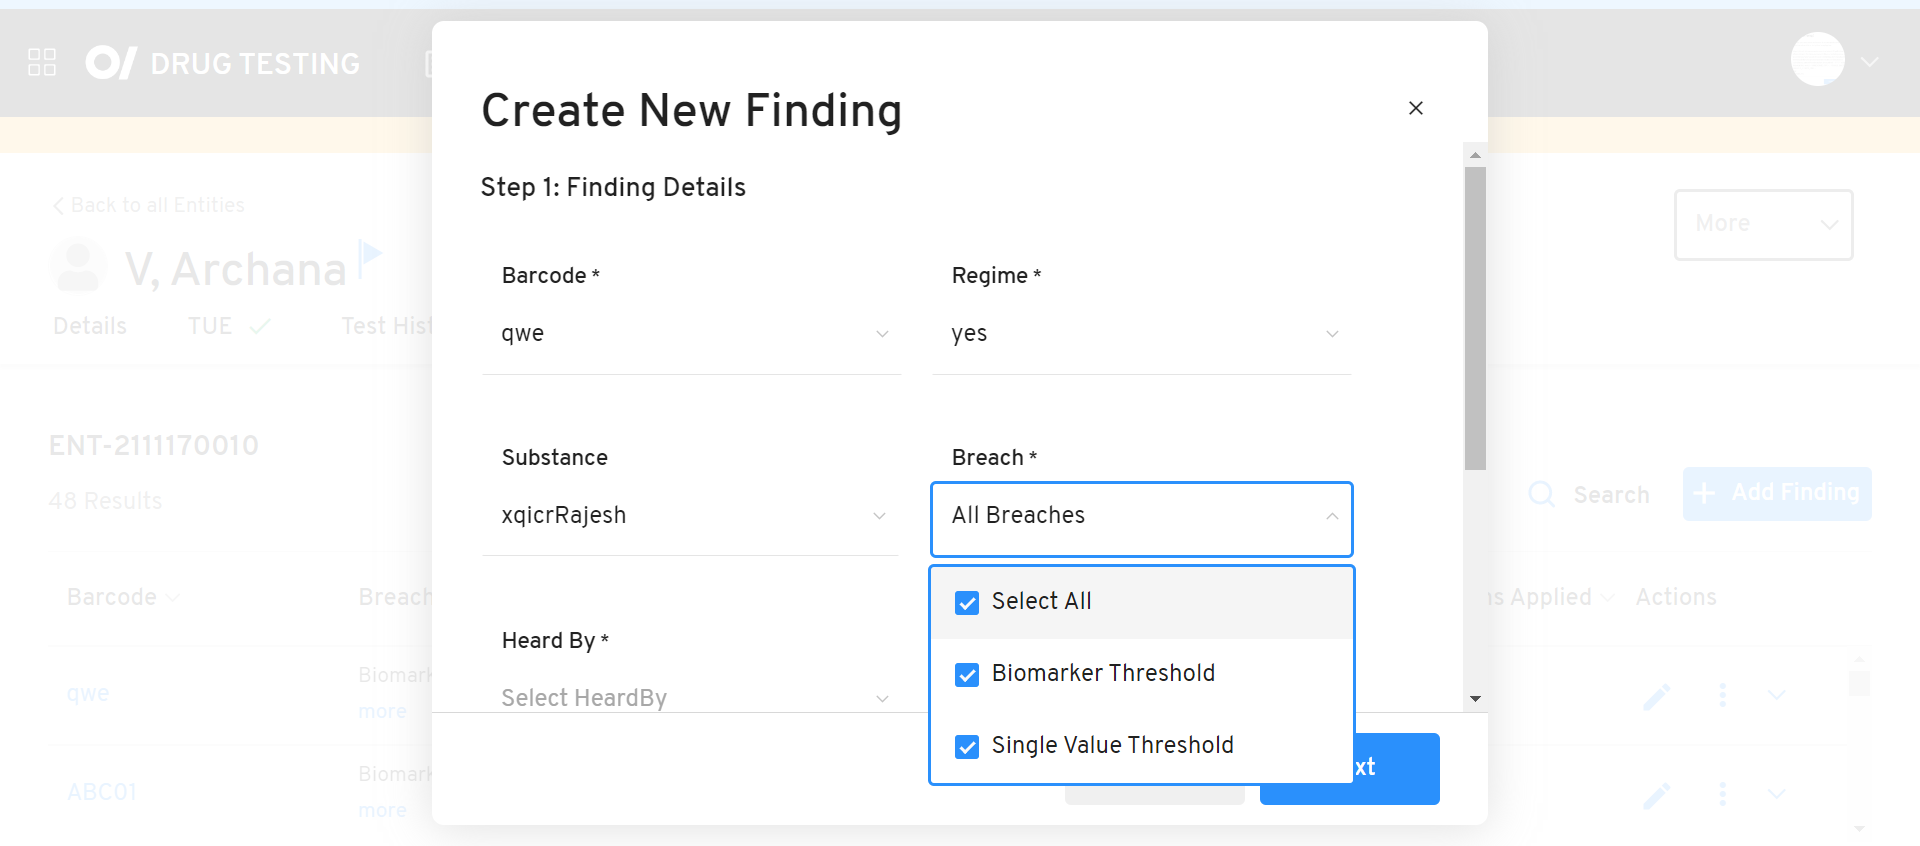 DRUG TESTING
Create New Finding
Step 1: Finding Details
Back to all Entities
More
V, Archana
Details
TUE
Test Hist
Barcode *
Regime *
qwe
yes
ENT-2111170010
48 Results
Substance
Breach *
xqicrRajesh
All Breaches
Search
+ Add Finding
Select All
Biomarker Threshold
Single Value Threshold
Heard By *
Select HeardBy
Barcode
Breach
s Applied
Actions
qwe
Biomark
more
ABC01
Biomark
more
xt